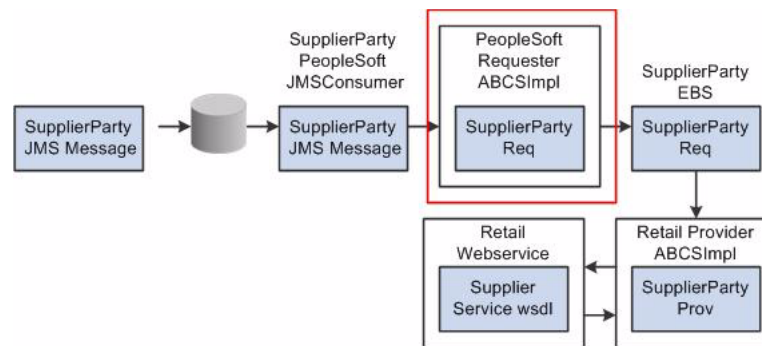 SupplierParty
JMS Message
SupplierParty
PeopleSoft
JMSConsumer
SupplierParty
JMS Message
PeopleSoft
Requester
ABCSImpl
SupplierParty
Req
SupplierParty
EBS
SupplierParty
Req
Retail
Webservice
Supplier
Service wsdl
Retail Provider
ABCSImpl
SupplierParty
Prov